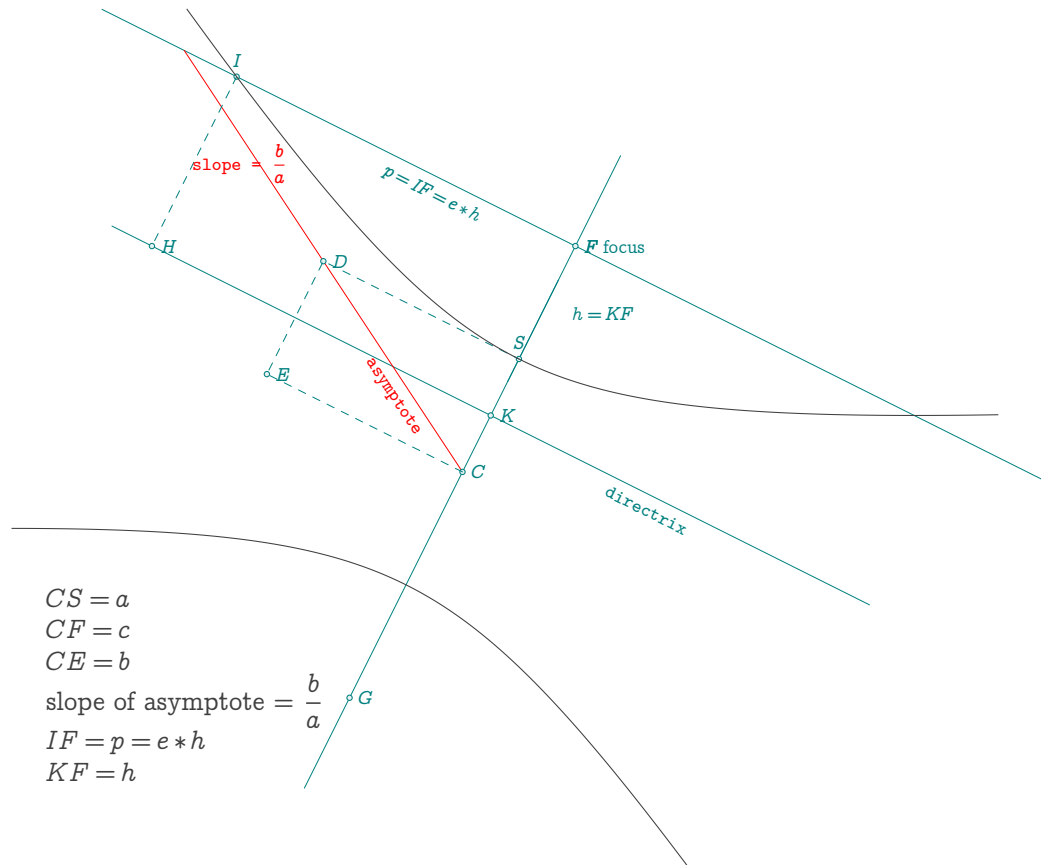 I
slope = b/a
p = IF = e * h
H
F focus
D
h = KF
S
E
asymptote
K
C
directrix
CS = a
CF = c
CE = b
slope of asymptote = b/a
G
IF = p = e * h
KF = h